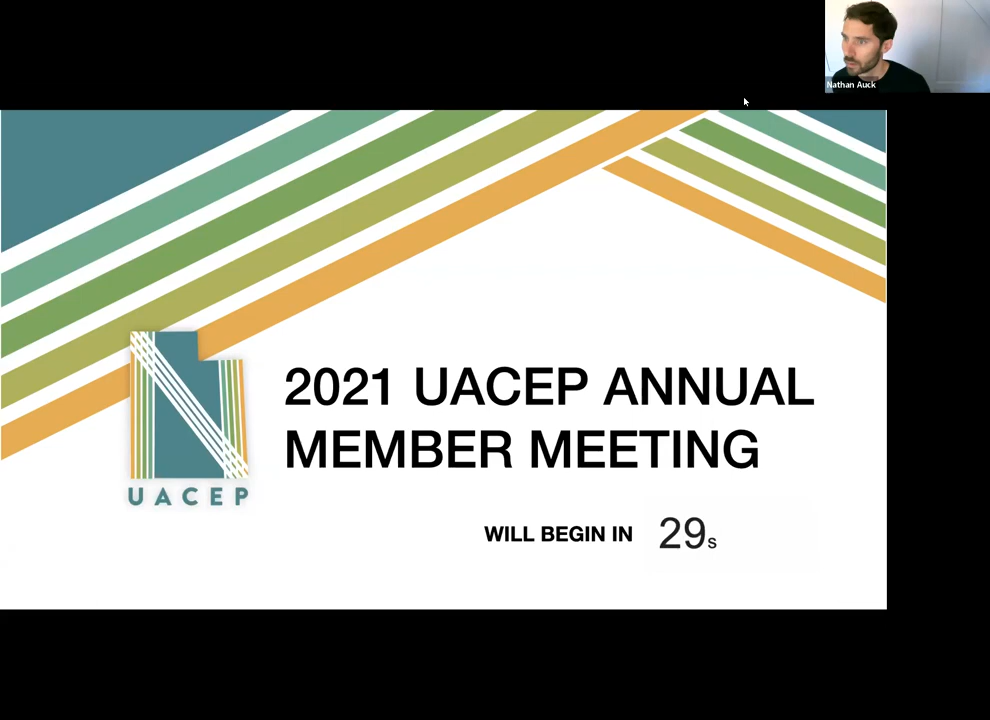 Nathan Auck
2021 UACEP ANNUAL
MEMBER MEETING
UACEP
WILL BEGIN IN 29s